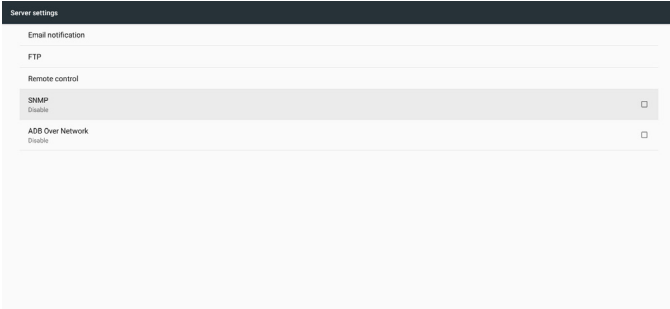 Server settings
Email notification
FTP
Remote control
SNMP
Disable
ADB Over Network
Disable